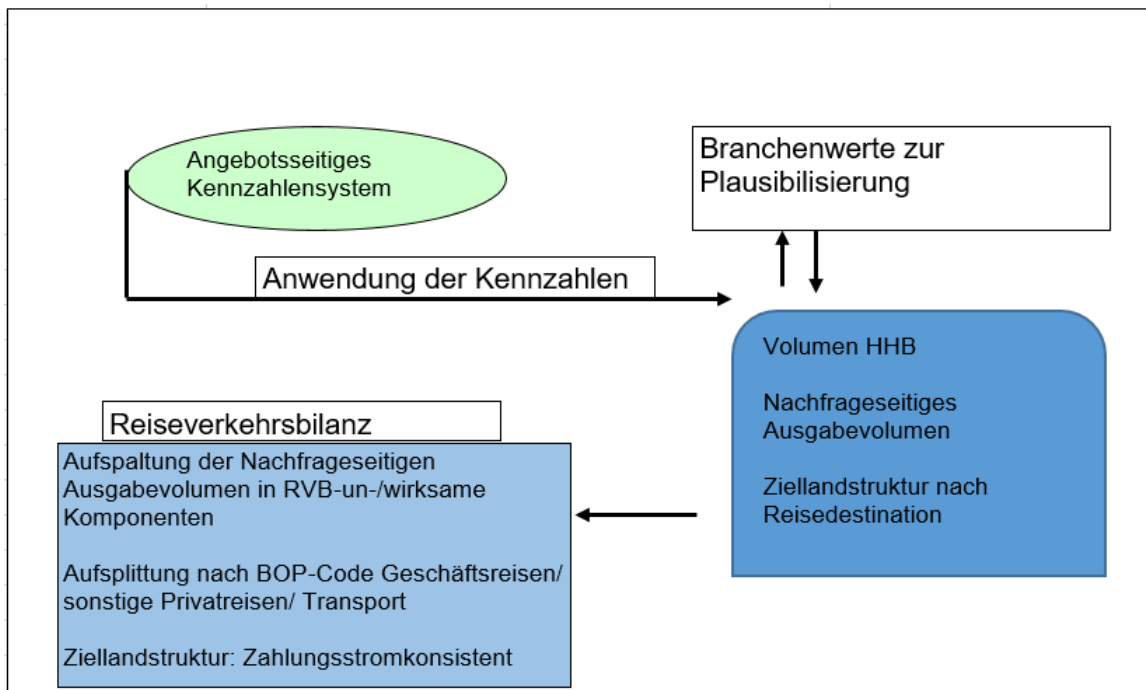 Angebotsseitiges
Kennzahlensystem
Branchenwerte zur
Plausibilisierung
Anwendung der Kennzahlen
Volumen HHB
Nachfrageseitiges
Ausgabevolumen
Ziellandstruktur nach
Reisedestination
Reiseverkehrsbilanz
Aufspaltung der Nachfrageseitigen
Ausgabevolumen in RVB-un-/wirksame
Komponenten
Aufsplittung nach BOP-Code Geschäftsreisen/
sonstige Privatreisen/ Transport
Ziellandstruktur: Zahlungsstromkonsistent